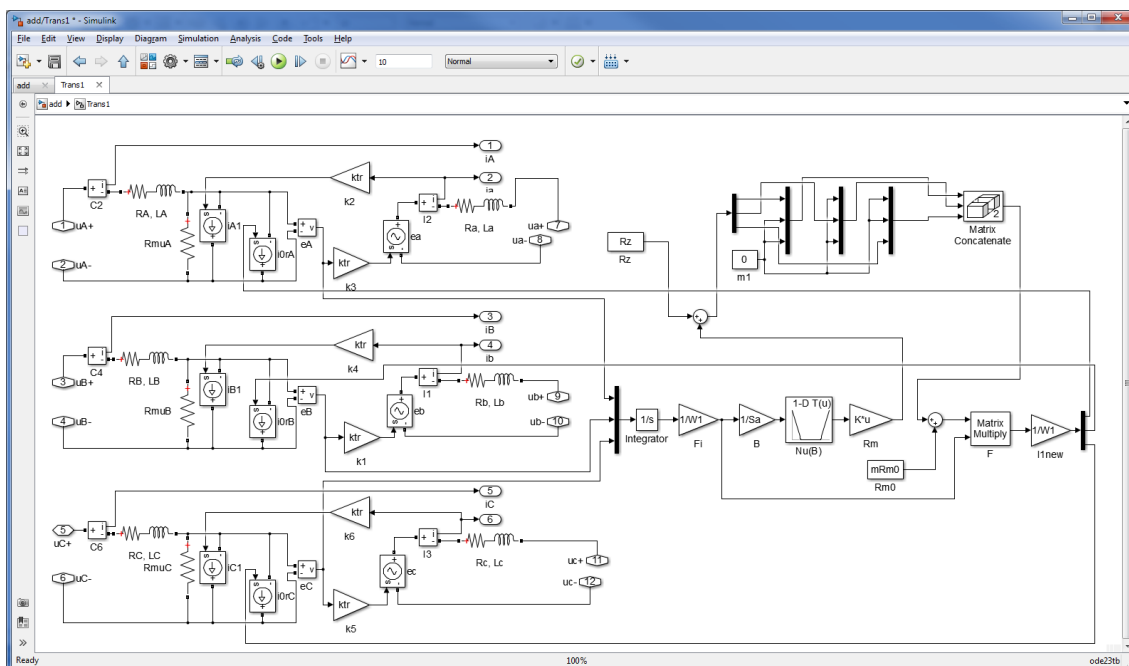 add/Trans1 * - Simulink
File Edit View Display Diagram Simulation Analysis Code Tools Help
10 Normal
add Trans1
add Trans1
1
iA
ktr
k2
2
ia
C2
RA, LA
I2
Ra, La
1 uA+
RmuA
iA1
i0rA
eA
ea
ua+ 7
ua- 8
2 uA-
ktr
k3
Rz
Rz
0
m1
2
Matrix
Concatenate
3
iB
ktr
k4
4
ib
C4
RB, LB
I1
Rb, Lb
3 uB+
RmuB
iB1
i0rB
eB
eb
ub+ 9
ub- 10
4 uB-
ktr
k1
1/s
Integrator
1/W1
Fi
1/Sa
B
1-D T(u)
Nu(B)
K*u
Rm
mRm0
Rm0
Matrix
Multiply
F
1/W1
I1new
5
iC
ktr
k6
6
C6
RC, LC
I3
Rc, Lc
5
uC+
RmuC
iC1
i0rC
eC
ec
uc+ 11
uc- 12
6 uC-
ktr
k5
Ready 100% ode23tb